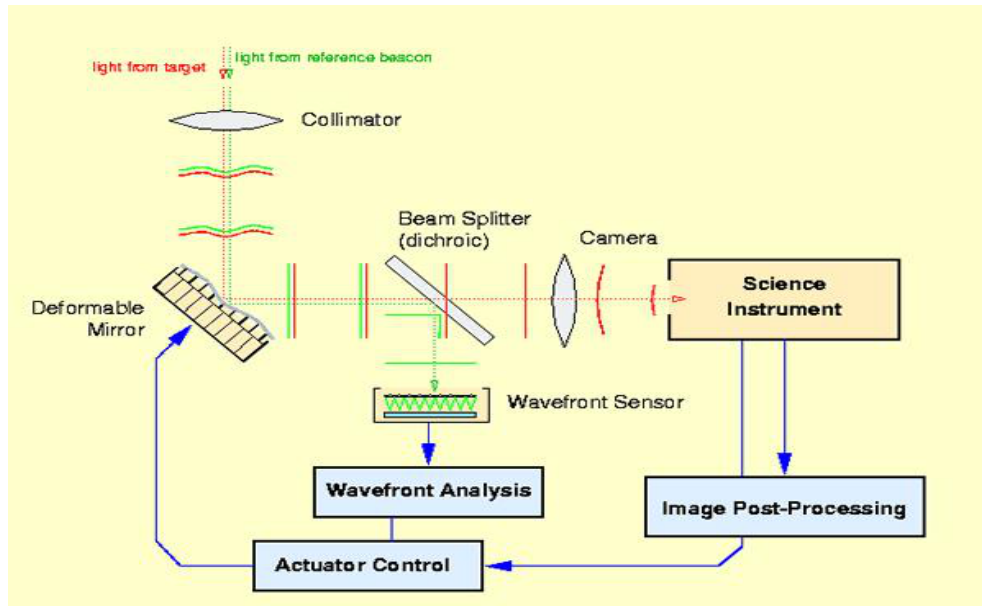 light from target
light from reference beacon
Collimator
Beam Splitter
(dichroic)
Camera
Science
Instrument
Deformable
Mirror
Wavefront Sensor
Wavefront Analysis
Image Post-Processing
Actuator Control